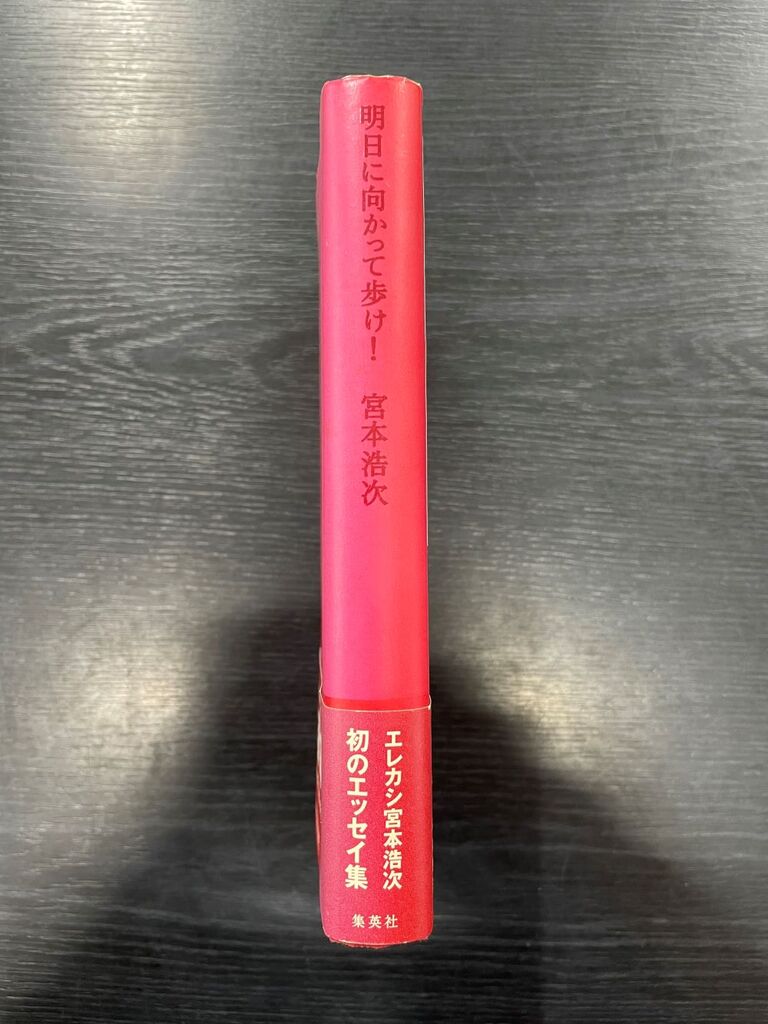 明日に向かって歩け!
宮本浩次
エレカシ宮本浩次
初のエッセイ集
集英社